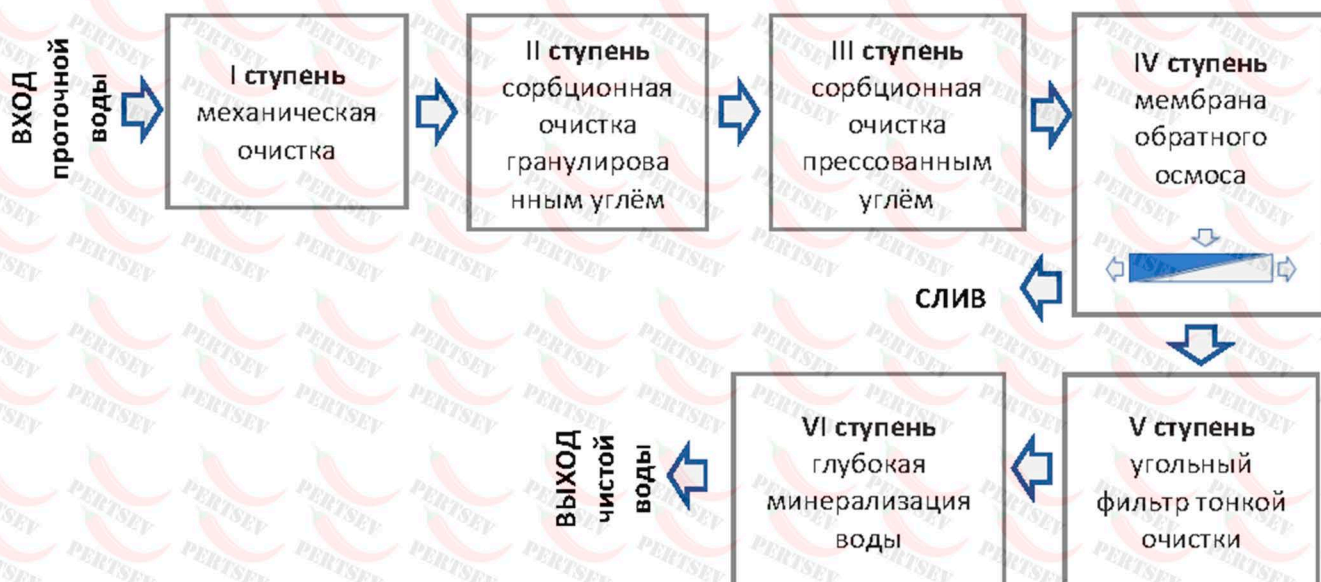 ВХОД
проточной
воды
I ступень
механическая
очистка
II ступень
сорбционная
очистка
гранулирова
нным углём
III ступень
сорбционная
очистка
прессованным
углём
IV ступень
мембрана
обратного
осмоса
СЛИВ
V ступень
угольный
фильтр тонкой
очистки
VI ступень
глубокая
минерализация
воды
ВЫХОД
чистой
воды
PERTSEV